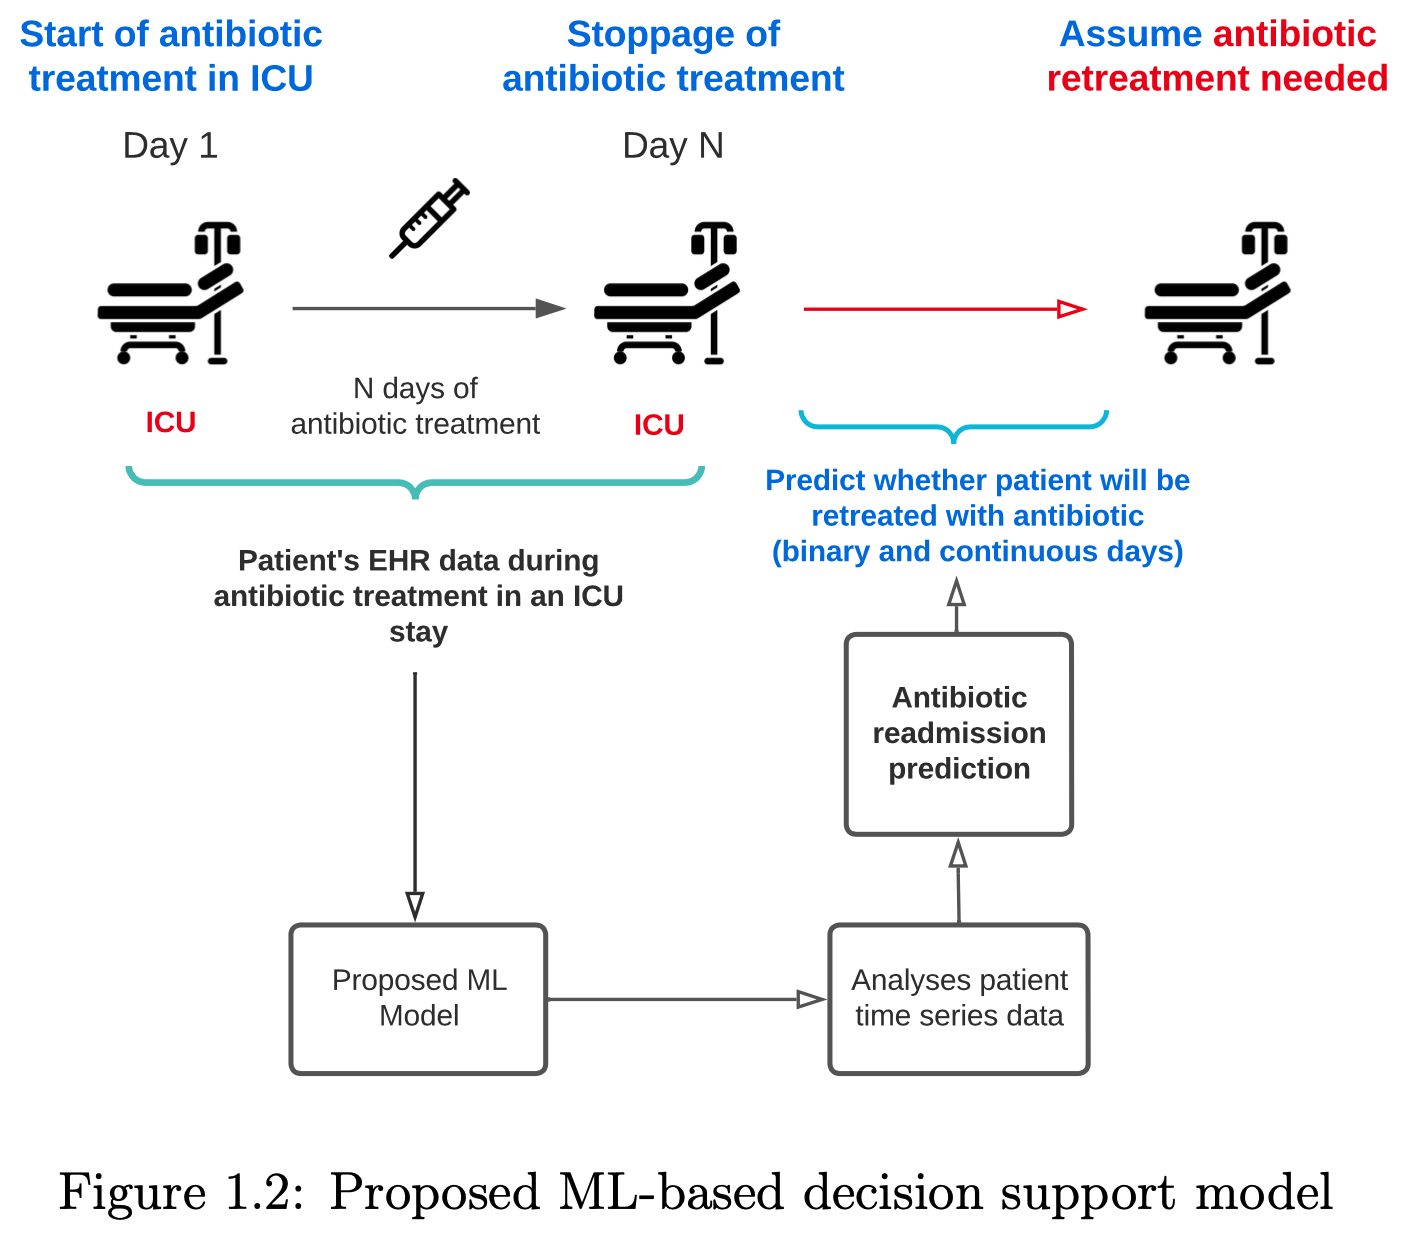 Start of antibiotic
treatment in ICU
Stoppage of
antibiotic treatment
Assume antibiotic
retreatment needed
Day 1
Day N
N days of
antibiotic treatment
ICU
ICU
Predict whether patient will be
retreated with antibiotic
(binary and continuous days)
Patient's EHR data during
antibiotic treatment in an ICU
stay
Antibiotic
readmission
prediction
Proposed ML
Model
Analyses patient
time series data
Figure 1.2: Proposed ML-based decision support model